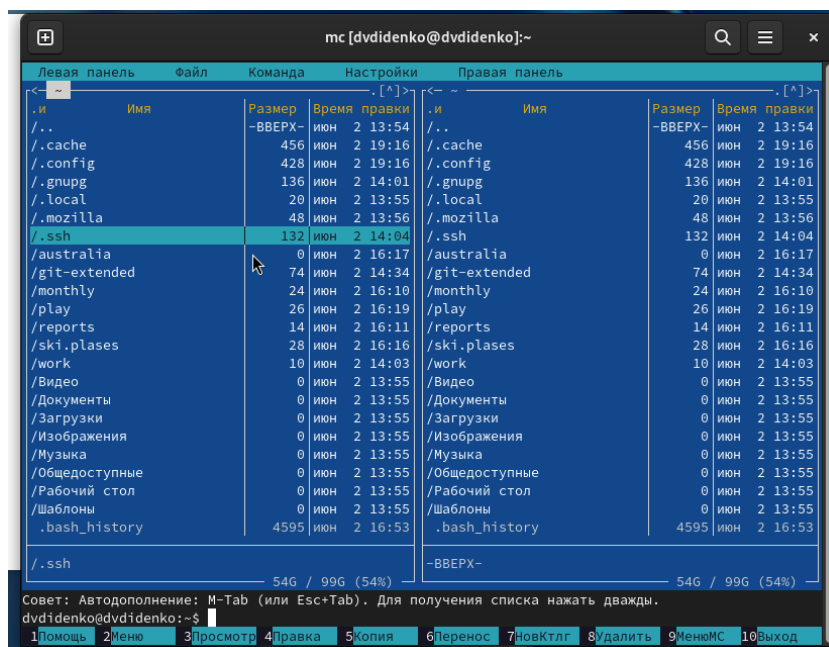 mc [dvdidenko@dvdidenko]:~
Левая панель Файл Команда Настройки Правая панель
<— ~ .[^]> <— ~ .[^]>
.и Имя Размер Время правки .и Имя Размер Время правки
/.. -ВВЕРХ- июн 2 13:54 /.. -ВВЕРХ- июн 2 13:54
/.cache 456 июн 2 19:16 /.cache 456 июн 2 19:16
/.config 428 июн 2 19:16 /.config 428 июн 2 19:16
/.gnupg 136 июн 2 14:01 /.gnupg 136 июн 2 14:01
/.local 20 июн 2 13:55 /.local 20 июн 2 13:55
/.mozilla 48 июн 2 13:56 /.mozilla 48 июн 2 13:56
/.ssh 132 июн 2 14:04 /.ssh 132 июн 2 14:04
/australia 0 июн 2 16:17 /australia 0 июн 2 16:17
/git-extended 74 июн 2 14:34 /git-extended 74 июн 2 14:34
/monthly 24 июн 2 16:10 /monthly 24 июн 2 16:10
/play 26 июн 2 16:19 /play 26 июн 2 16:19
/reports 14 июн 2 16:11 /reports 14 июн 2 16:11
/ski.plases 28 июн 2 16:16 /ski.plases 28 июн 2 16:16
/work 10 июн 2 14:03 /work 10 июн 2 14:03
/Видео 0 июн 2 13:55 /Видео 0 июн 2 13:55
/Документы 0 июн 2 13:55 /Документы 0 июн 2 13:55
/Загрузки 0 июн 2 13:55 /Загрузки 0 июн 2 13:55
/Изображения 0 июн 2 13:55 /Изображения 0 июн 2 13:55
/Музыка 0 июн 2 13:55 /Музыка 0 июн 2 13:55
/Общедоступные 0 июн 2 13:55 /Общедоступные 0 июн 2 13:55
/Рабочий стол 0 июн 2 13:55 /Рабочий стол 0 июн 2 13:55
/Шаблоны 0 июн 2 13:55 /Шаблоны 0 июн 2 13:55
.bash_history 4595 июн 2 16:53 .bash_history 4595 июн 2 16:53
/.ssh -ВВЕРХ-
54G / 99G (54%) 54G / 99G (54%)
Совет: Автодополнение: M-Tab (или Esc+Tab). Для получения списка нажать дважды.
dvdidenko@dvdidenko:~$
1Помощь 2Меню 3Просмотр 4Правка 5Копия 6Перенос 7НовКтлг 8Удалить 9МенюМС 10Выход